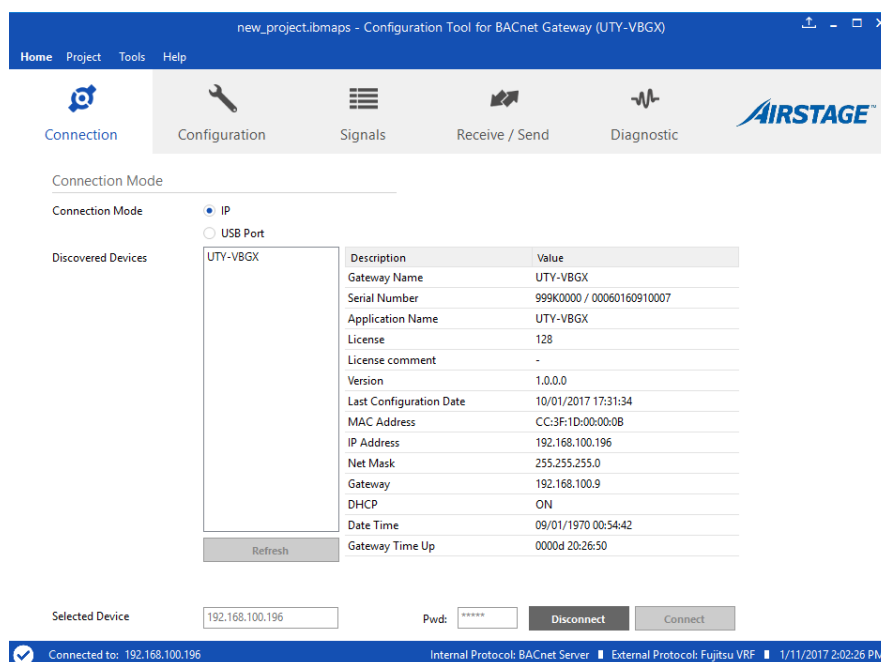 new_project.ibmaps - Configuration Tool for BACnet Gateway (UTY-VBGX)
Home Project Tools Help
Connection Configuration Signals Receive / Send Diagnostic
AIRSTAGE™
Connection Mode
Connection Mode IP
USB Port
Discovered Devices UTY-VBGX Description Value
Gateway Name UTY-VBGX
Serial Number 999K0000 / 00060160910007
Application Name UTY-VBGX
License 128
License comment -
Version 1.0.0.0
Last Configuration Date 10/01/2017 17:31:34
MAC Address CC:3F:1D:00:00:0B
IP Address 192.168.100.196
Net Mask 255.255.255.0
Gateway 192.168.100.9
DHCP ON
Date Time 09/01/1970 00:54:42
Refresh Gateway Time Up 0000d 20:26:50
Selected Device 192.168.100.196 Pwd: ***** Disconnect Connect
Connected to: 192.168.100.196 Internal Protocol: BACnet Server External Protocol: Fujitsu VRF 1/11/2017 2:02:26 PM